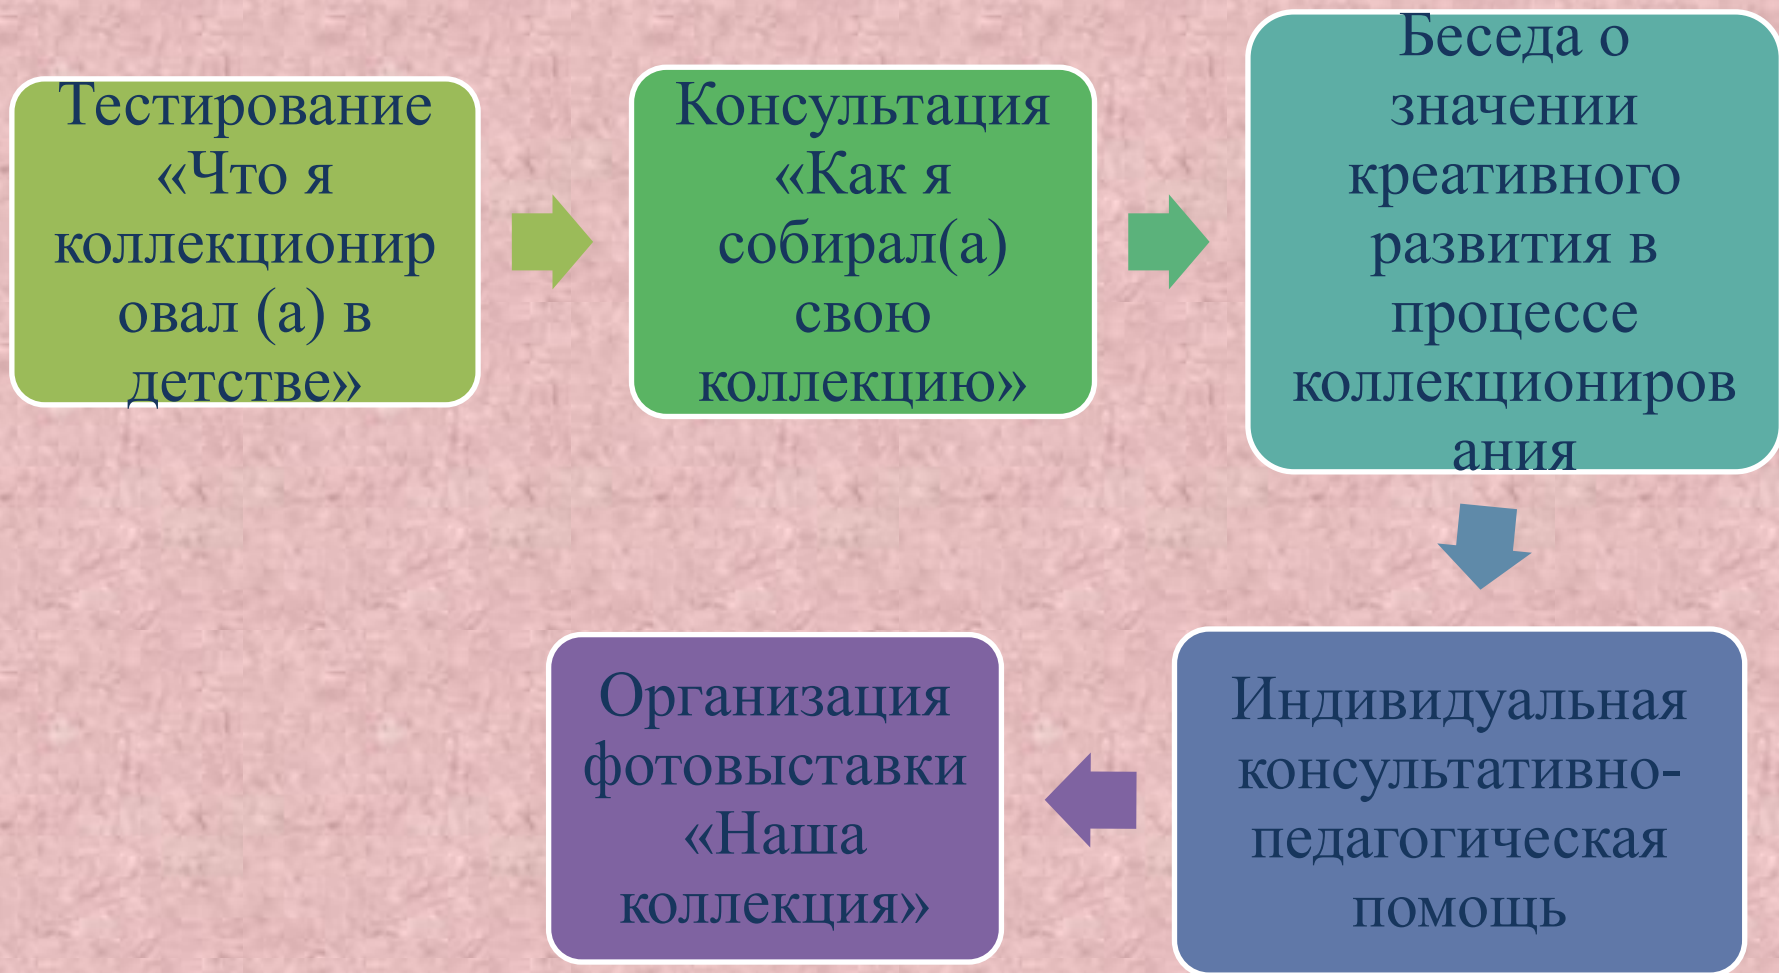 Тестирование
«Что я
коллекционир
овал (а) в
детстве»
Консультация
«Как я
собирал(а)
свою
коллекцию»
Беседа о
значении
креативного
развития в
процессе
коллекциониров
ания
Индивидуальная
консультативно-
педагогическая
помощь
Организация
фотовыставки
«Наша
коллекция»